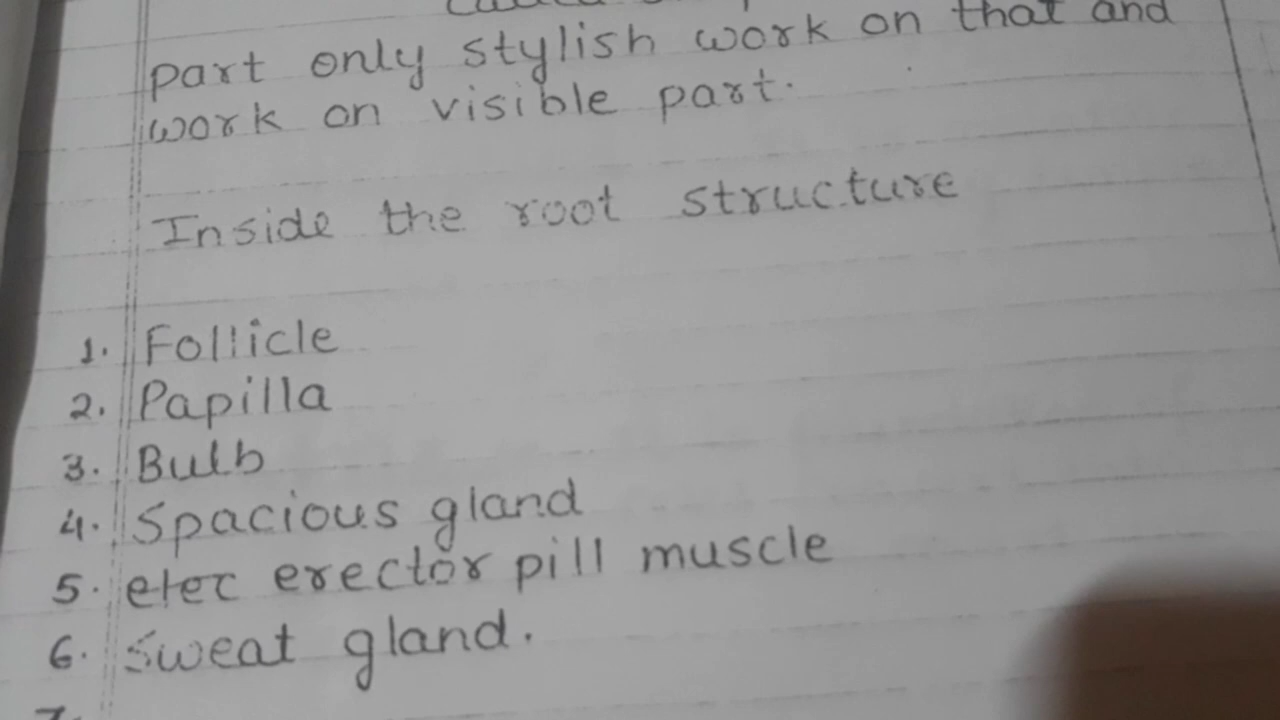 part only stylish work on that and
work on visible part.
Inside the root structure
1. Follicle
2. Papilla
3. Bulb
4. Spacious gland
5. erector pill muscle
6. Sweat gland.
7.